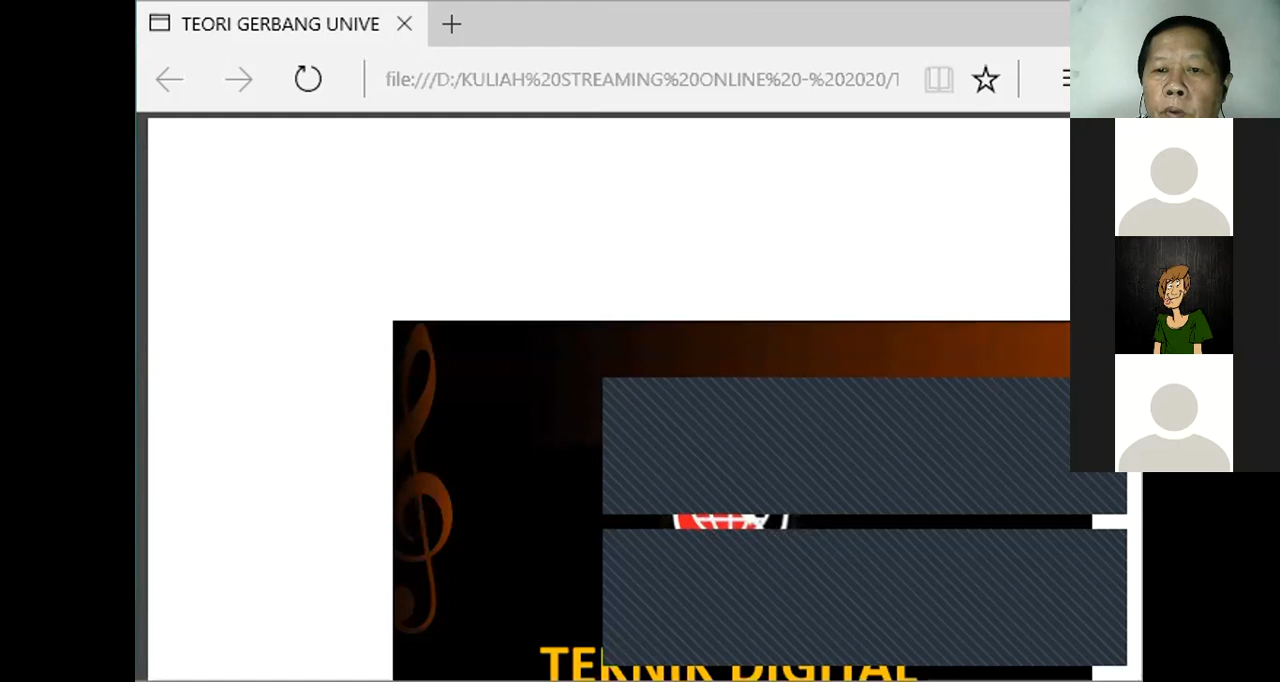 TEORI GERBANG UNIVE
file:///D:/KULIAH%20STREAMING%20ONLINE%20-%202020/T
TEKNIK DIGITAL